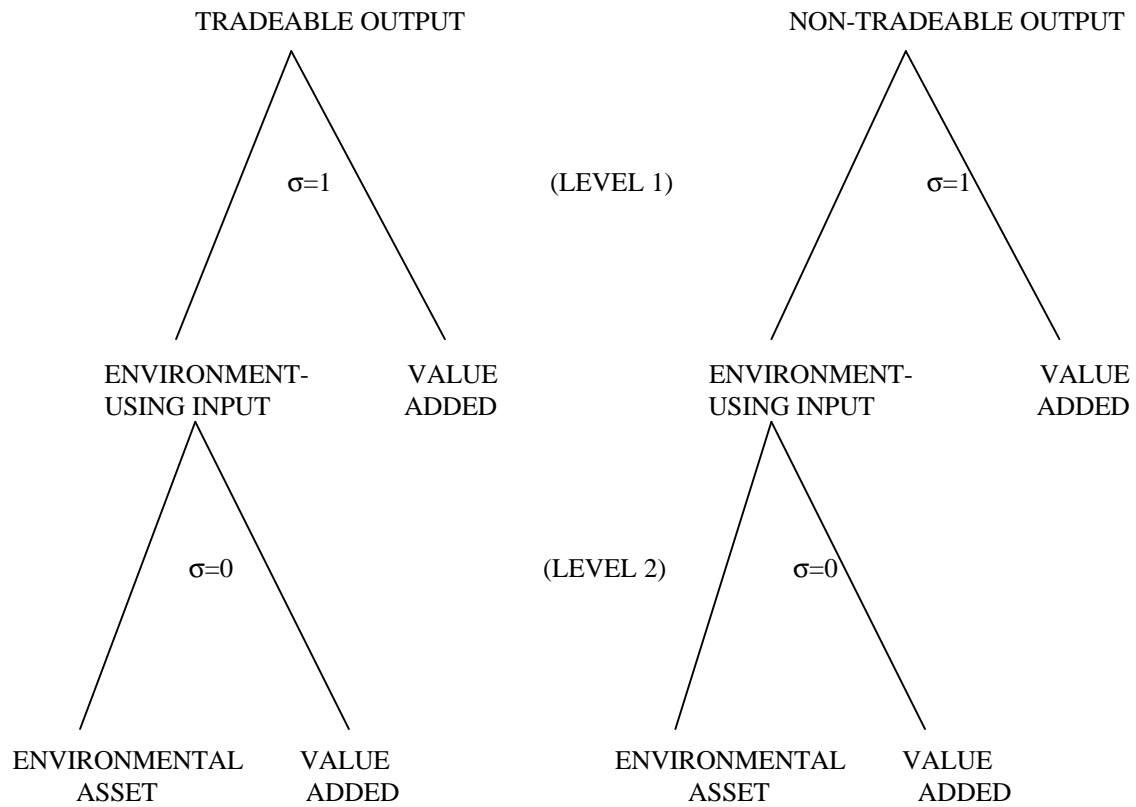 TRADEABLE OUTPUT NON-TRADEABLE OUTPUT
σ=1 (LEVEL 1) σ=1
ENVIRONMENT- VALUE ENVIRONMENT- VALUE
USING INPUT ADDED USING INPUT ADDED
σ=0 (LEVEL 2) σ=0
ENVIRONMENTAL VALUE ENVIRONMENTAL VALUE
ASSET ADDED ASSET ADDED